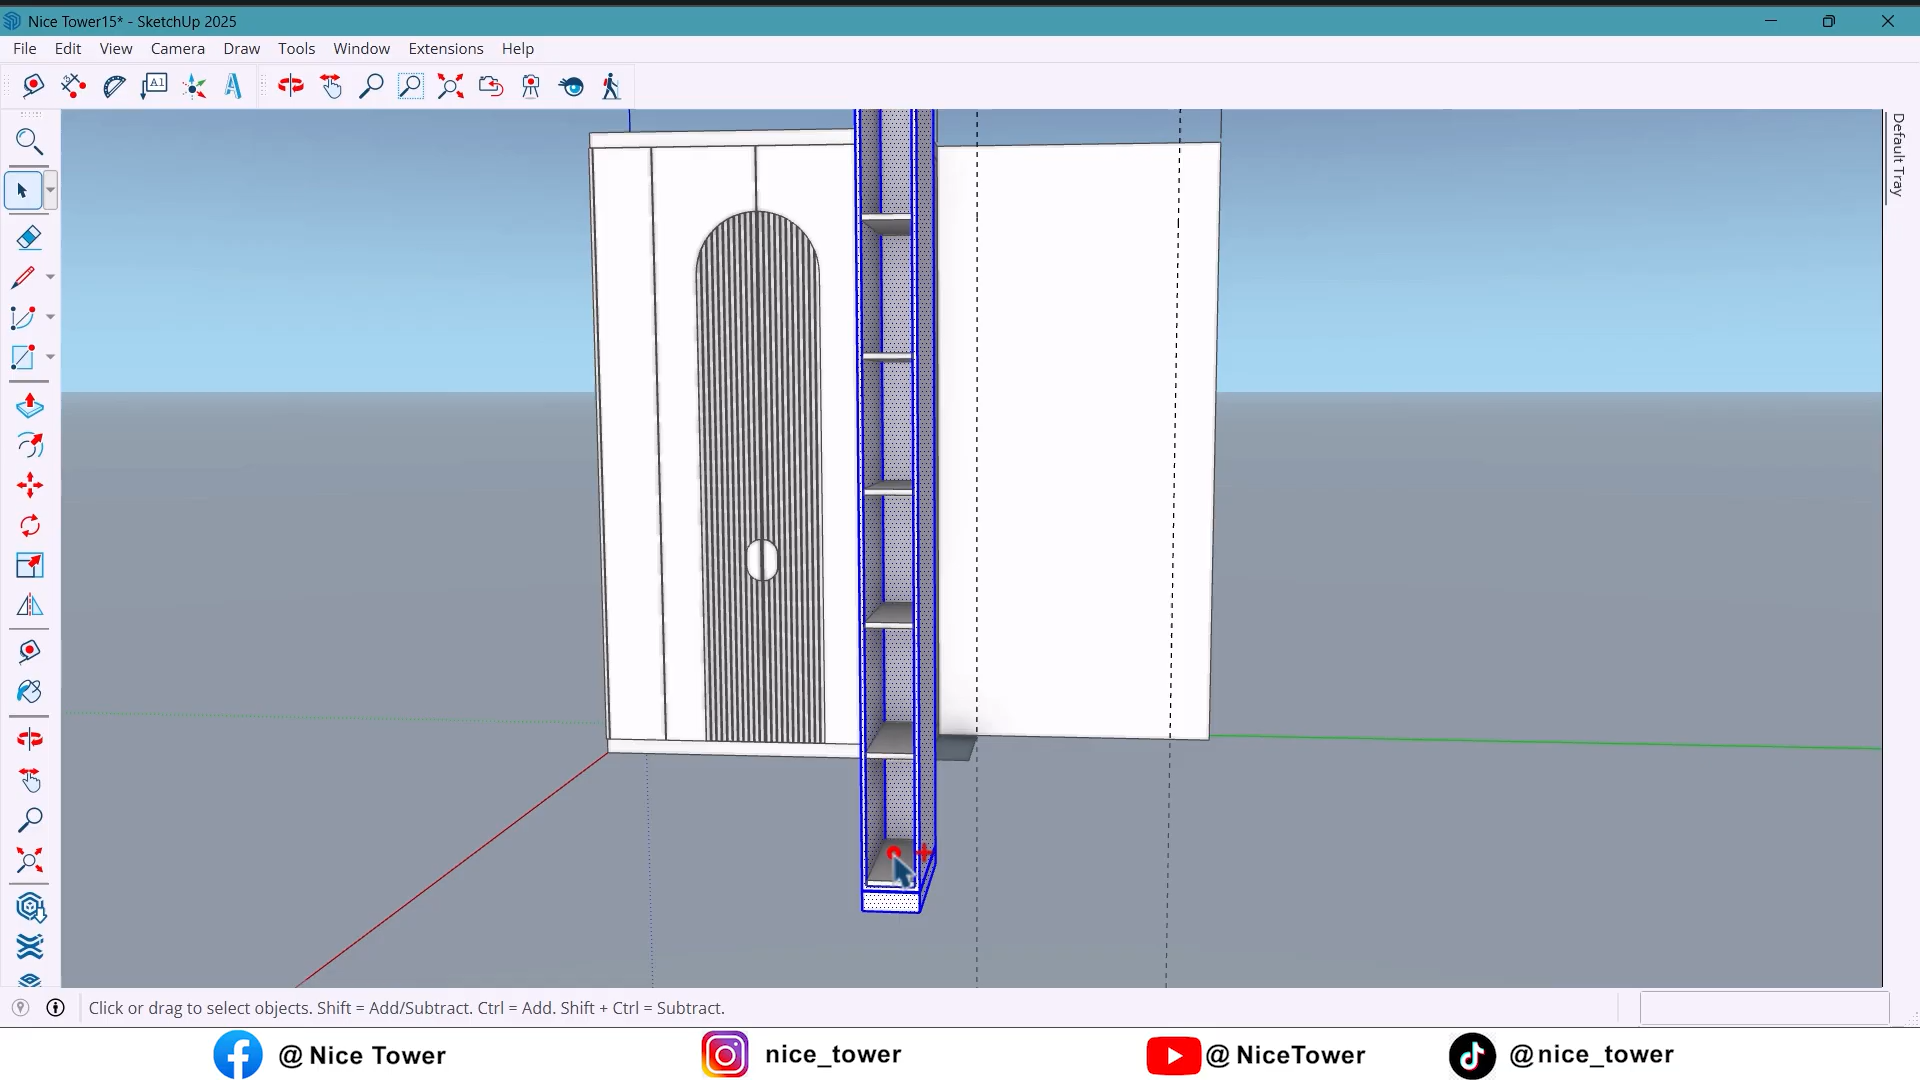 Nice Tower15* - SketchUp 2025
File Edit View Camera Draw Tools Window Extensions Help
A1
Default Tray
Click or drag to select objects. Shift = Add/Subtract. Ctrl = Add. Shift + Ctrl = Subtract.
@ Nice Tower nice_tower @ NiceTower @nice_tower